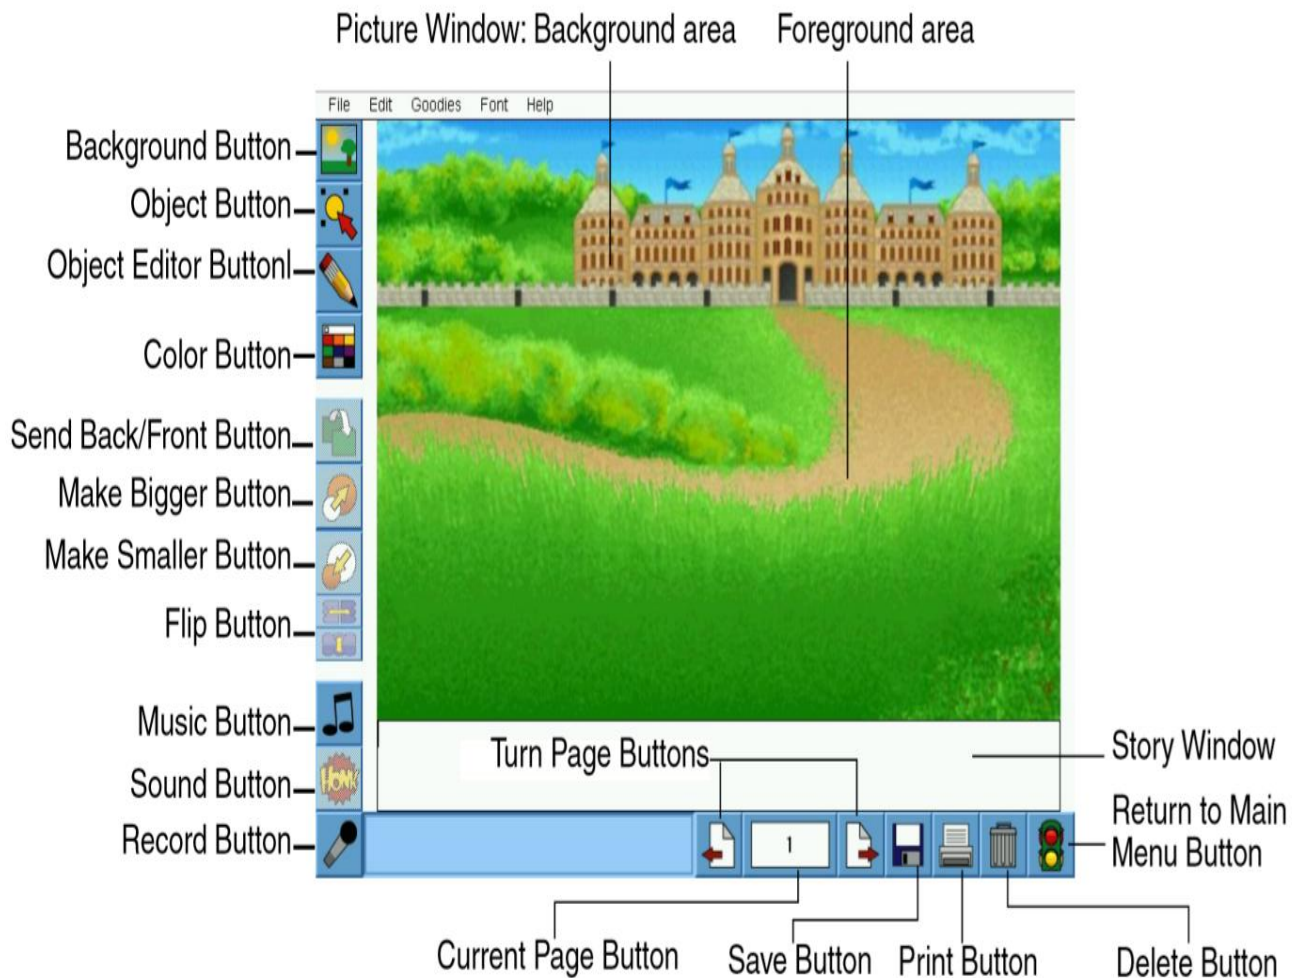 Picture Window: Background area Foreground area
File Edit Goodies Font Help
Background Button
Object Button
Object Editor Buttonl
Color Button
Send Back/Front Button
Make Bigger Button
Make Smaller Button
Flip Button
Music Button
Sound Button
HONK
Record Button
Turn Page Buttons
Story Window
Return to Main
Menu Button
1
Current Page Button
Save Button
Print Button
Delete Button